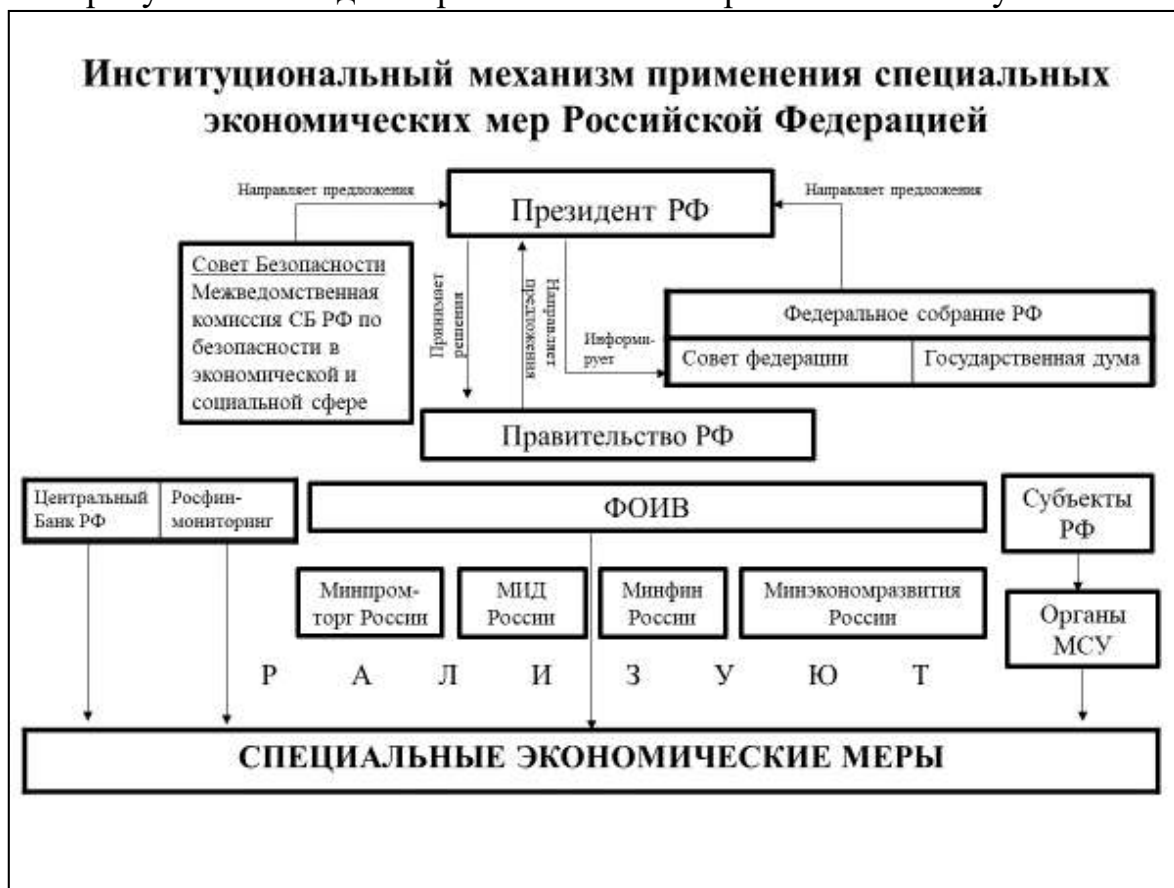 Институциональный механизм применения специальных
экономических мер Российской Федерацией
Направляет предложения
Президент РФ
Направляет предложения
Совет Безопасности
Межведомственная
комиссия СБ РФ по
безопасности в
экономической и
социальной сфере
Принимает
решения
Направляет
предложения
Информи-
рует
Федеральное собрание РФ
Совет федерации
Государственная дума
Правительство РФ
Центральный
Банк РФ
Росфин-
мониторинг
ФОИВ
Субъекты
РФ
Минпром-
торг России
МИД
России
Минфин
России
Минэкономразвития
России
Органы
МСУ
Р А Л И З У Ю Т
СПЕЦИАЛЬНЫЕ ЭКОНОМИЧЕСКИЕ МЕРЫ